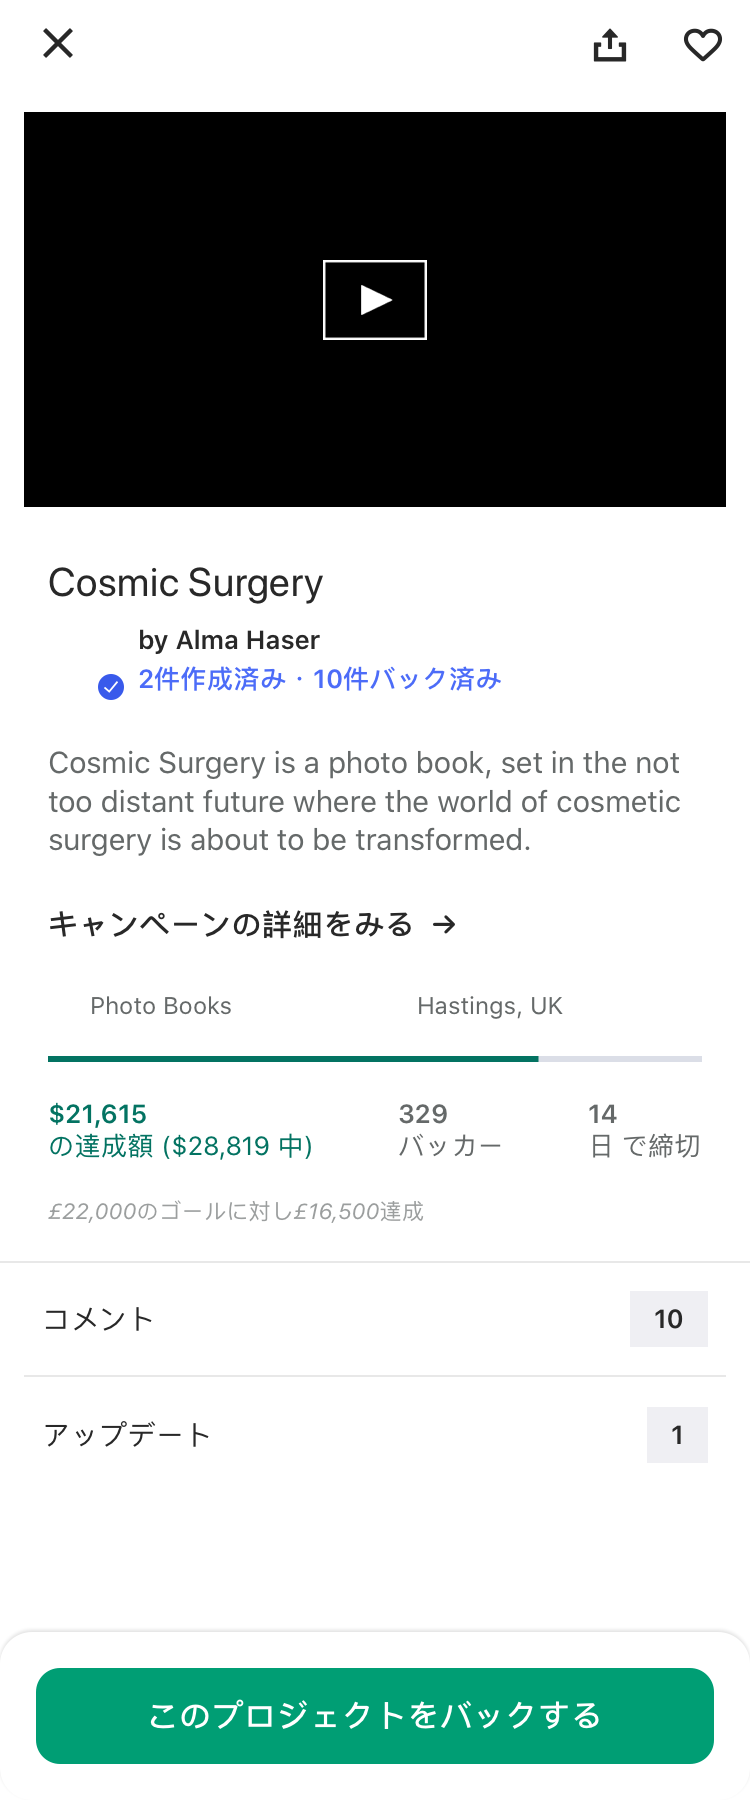 Cosmic Surgery
by Alma Haser
2件作成済み · 10件バック済み
Cosmic Surgery is a photo book, set in the not
too distant future where the world of cosmetic
surgery is about to be transformed.
キャンペーンの詳細をみる →
Photo Books Hastings, UK
$21,615 329 14
の達成額 ($28,819 中) バッカー 日 で締切
£22,000のゴールに対し£16,500達成
コメント 10
アップデート 1
このプロジェクトをバックする